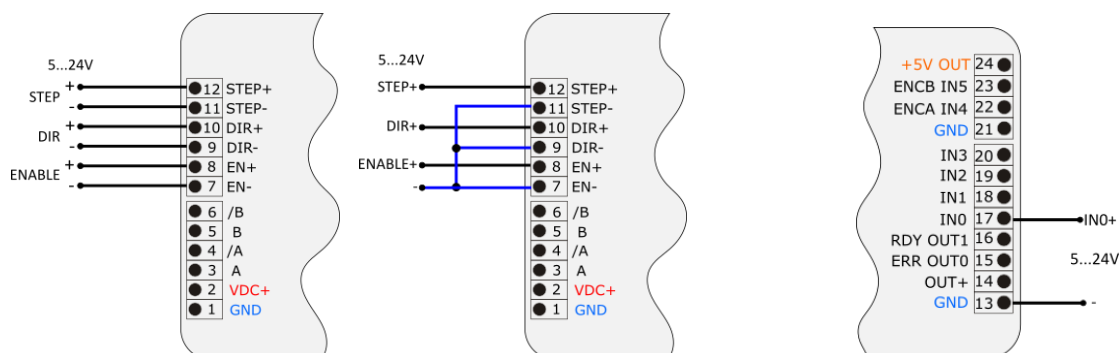 5...24V
+
STEP
-
+
DIR
-
+
ENABLE
-
12 STEP+
11 STEP-
10 DIR+
9 DIR-
8 EN+
7 EN-
6 /B
5 B
4 /A
3 A
2 VDC+
1 GND
5...24V
STEP+
DIR+
ENABLE+
-
12 STEP+
11 STEP-
10 DIR+
9 DIR-
8 EN+
7 EN-
6 /B
5 B
4 /A
3 A
2 VDC+
1 GND
+5V OUT 24
ENCB IN5 23
ENCA IN4 22
GND 21
IN3 20
IN2 19
IN1 18
IN0 17
RDY OUT1 16
ERR OUT0 15
OUT+ 14
GND 13
IN0+
5...24V
-